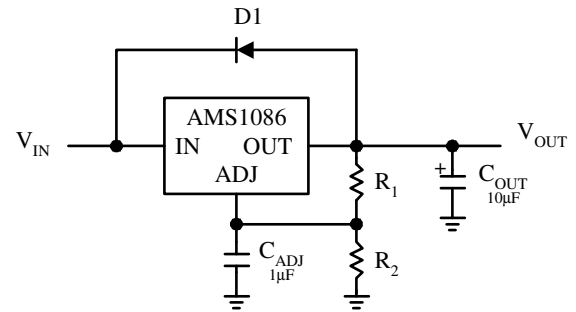 D1
AMS1086
V_IN
IN OUT
V_OUT
ADJ
R_1
+
C_OUT
10µF
C_ADJ
1µF
R_2